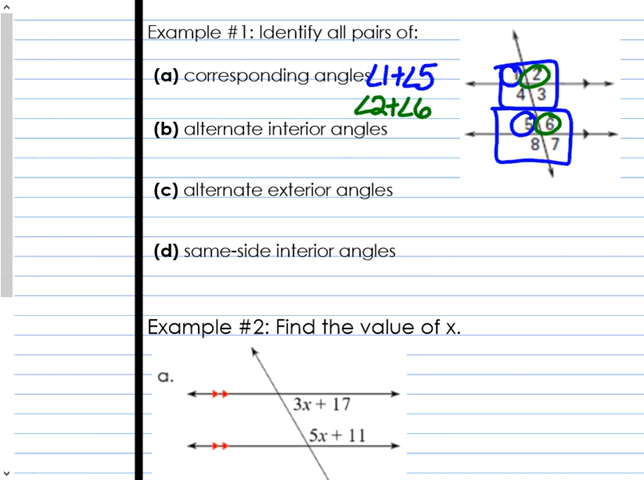 Example #1: Identify all pairs of:
(a) corresponding angles ∠1+∠5
∠2+∠6
(b) alternate interior angles
(c) alternate exterior angles
(d) same-side interior angles
1 2
4 3
5 6
8 7
Example #2: Find the value of x.
a.
3x + 17
5x + 11